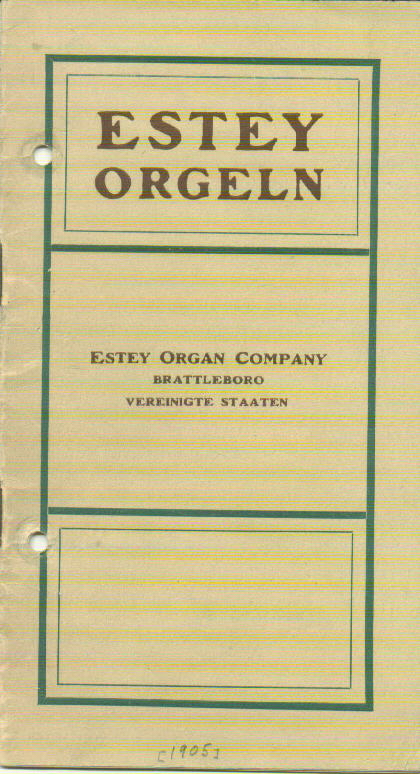 ESTEY
ORGELN
ESTEY ORGAN COMPANY
BRATTLEBORO
VEREINIGTE STAATEN
[1905]